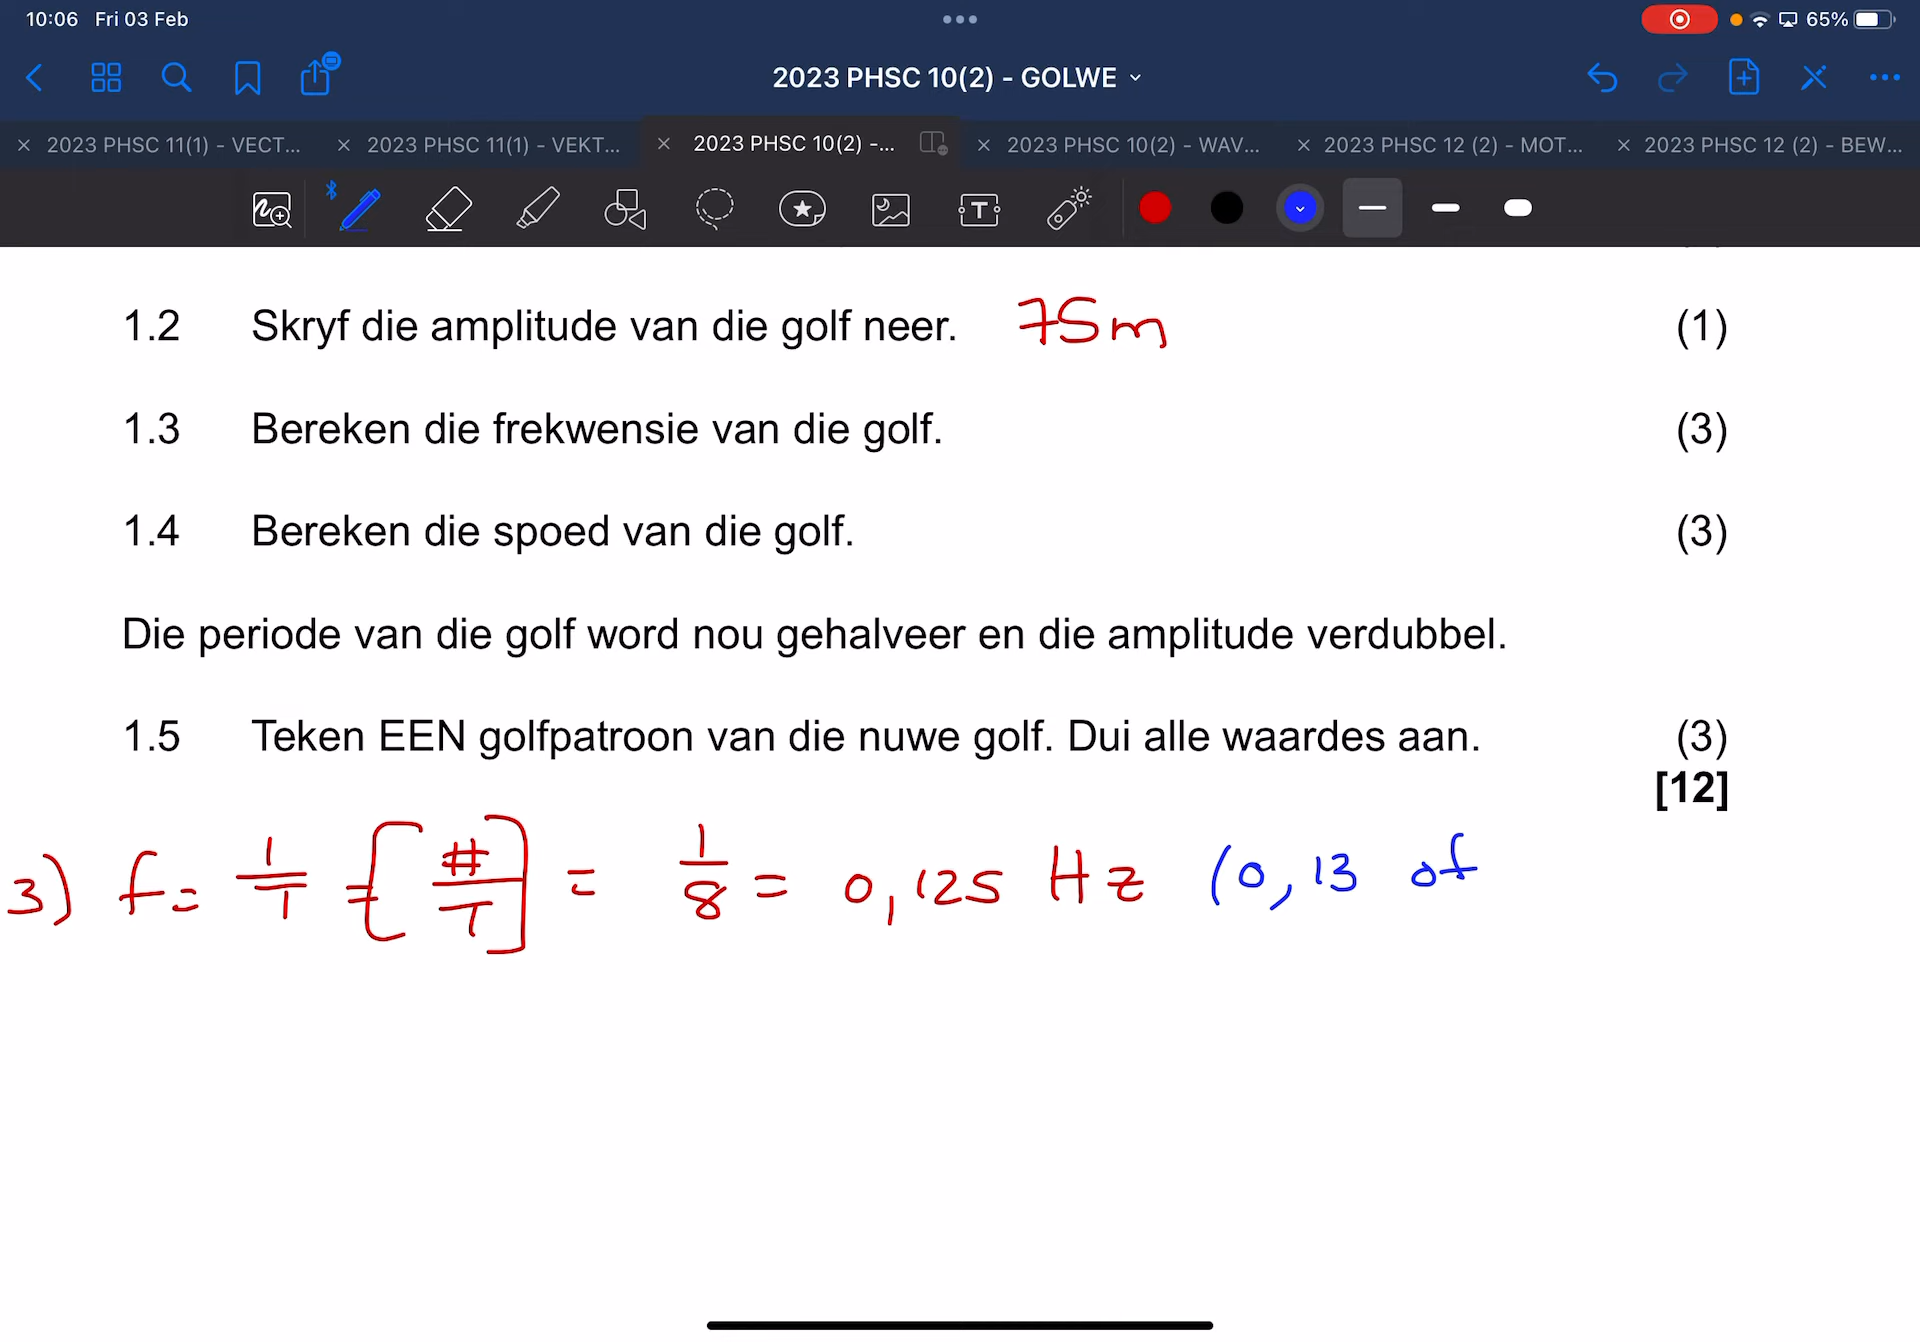 10:06 Fri 03 Feb
65%
2023 PHSC 10(2) - GOLWE
2023 PHSC 11(1) - VECT...
2023 PHSC 11(1) - VEKT...
2023 PHSC 10(2) -...
2023 PHSC 10(2) - WAV...
2023 PHSC 12 (2) - MOT...
2023 PHSC 12 (2) - BEW...
1.2 Skryf die amplitude van die golf neer. 75m (1)
1.3 Bereken die frekwensie van die golf. (3)
1.4 Bereken die spoed van die golf. (3)
Die periode van die golf word nou gehalveer en die amplitude verdubbel.
1.5 Teken EEN golfpatroon van die nuwe golf. Dui alle waardes aan. (3)
[12]
3) f = 1/T = [#/T] = 1/8 = 0,125 Hz (0,13 of